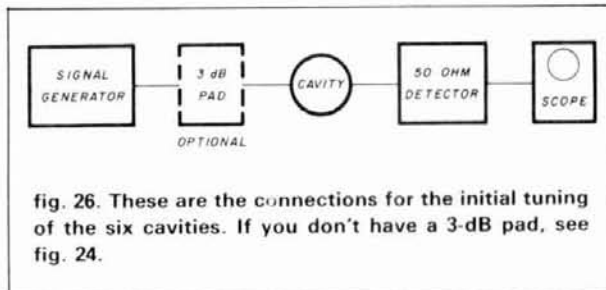 SIGNAL
GENERATOR
3 dB
PAD
OPTIONAL
CAVITY
50 OHM
DETECTOR
SCOPE
fig. 26. These are the connections for the initial tuning
of the six cavities. If you don't have a 3-dB pad, see
fig. 24.